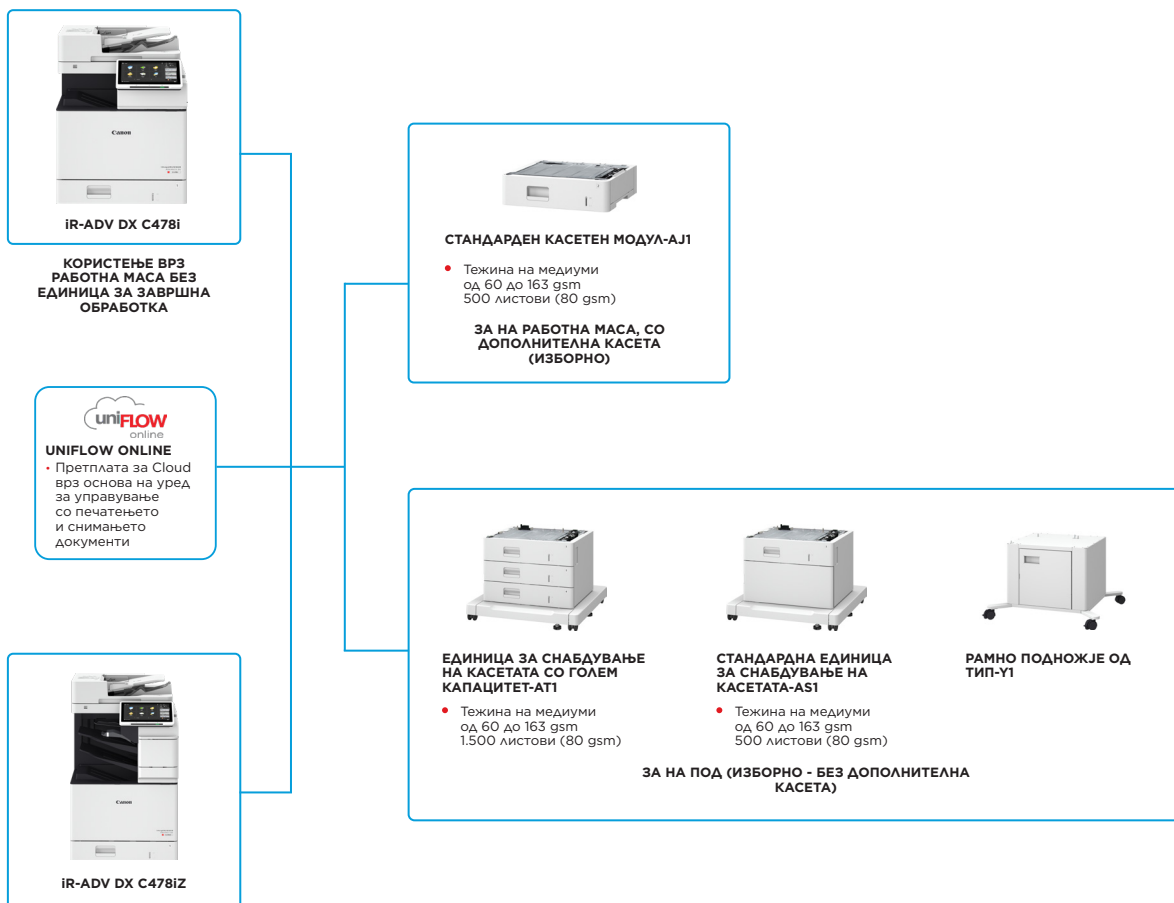 Canon
iR-ADV DX C478i
КОРИСТЕЊЕ ВРЗ
РАБОТНА МАСА БЕЗ
ЕДИНИЦА ЗА ЗАВРШНА
ОБРАБОТКА
uniFLOW
online
UNIFLOW ONLINE
• Претплата за Cloud
врз основа на уред
за управување
со печатењето
и снимањето
документи
Canon
iR-ADV DX C478iZ
СТАНДАРДЕН КАСЕТЕН МОДУЛ-AJ1
• Тежина на медиуми
од 60 до 163 gsm
500 листови (80 gsm)
ЗА НА РАБОТНА МАСА, СО
ДОПОЛНИТЕЛНА КАСЕТА
(ИЗБОРНО)
ЕДИНИЦА ЗА СНАБДУВАЊЕ
НА КАСЕТАТА СО ГОЛЕМ
КАПАЦИТЕТ-AT1
• Тежина на медиуми
од 60 до 163 gsm
1.500 листови (80 gsm)
СТАНДАРДНА ЕДИНИЦА
ЗА СНАБДУВАЊЕ НА
КАСЕТАТА-AS1
• Тежина на медиуми
од 60 до 163 gsm
500 листови (80 gsm)
РАМНО ПОДНОЖЈЕ ОД
ТИП-Y1
ЗА НА ПОД (ИЗБОРНО - БЕЗ ДОПОЛНИТЕЛНА
КАСЕТА)